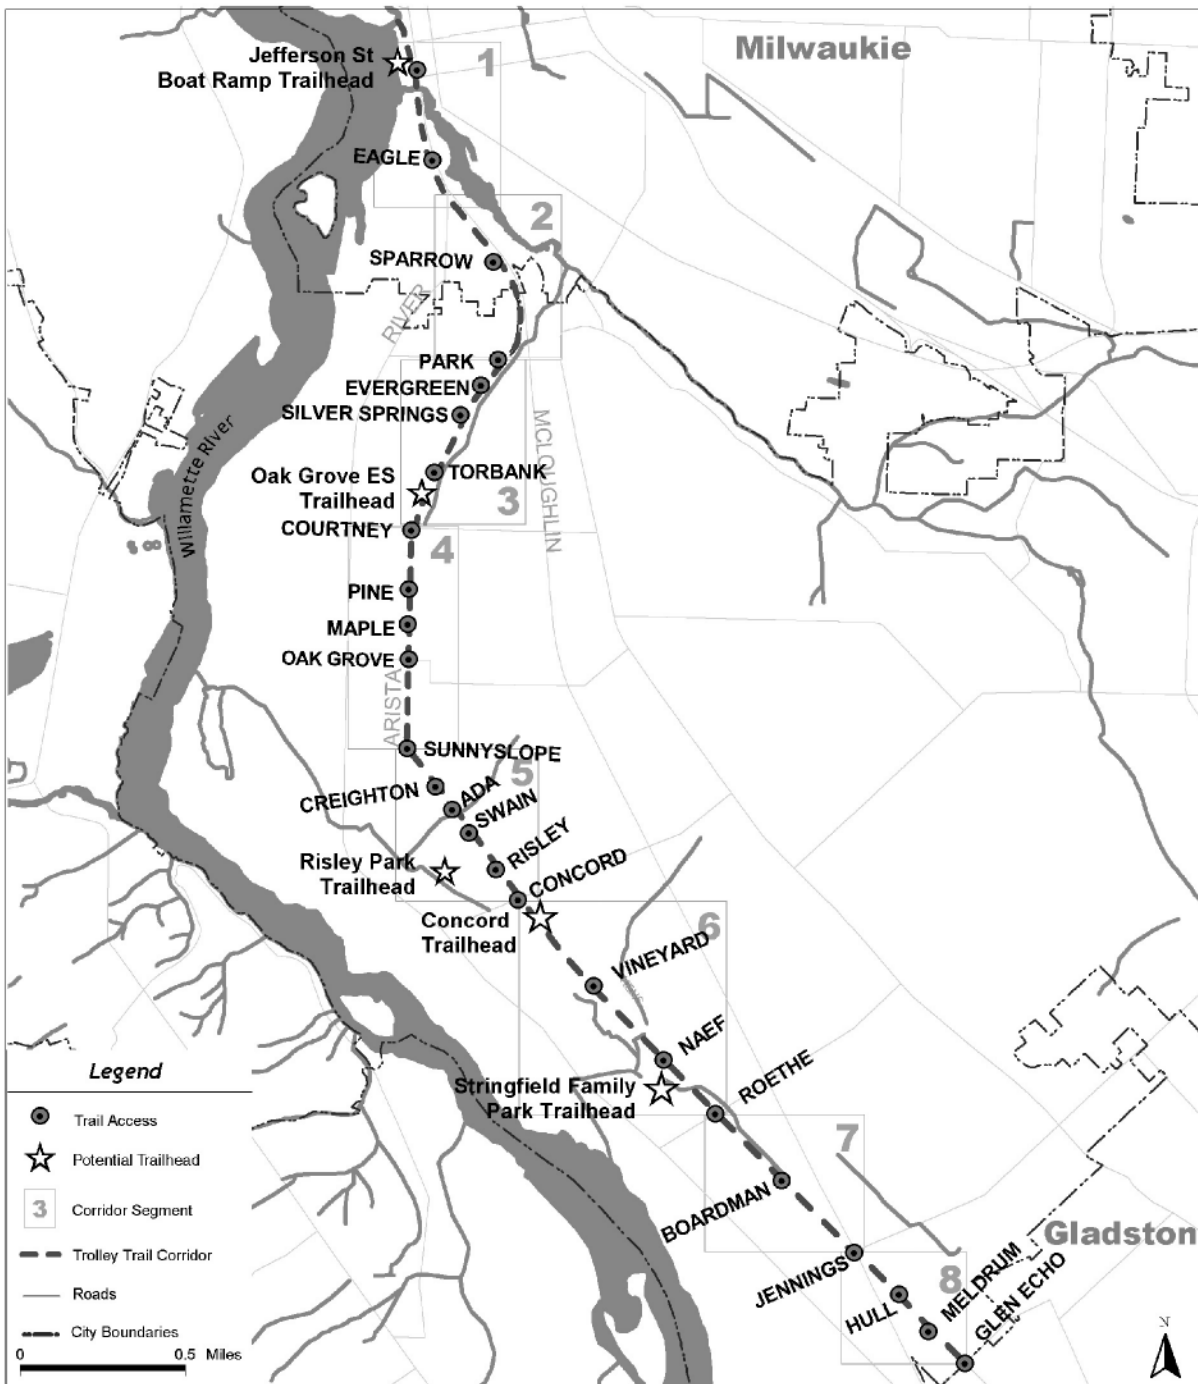 Milwaukie
Jefferson St
Boat Ramp Trailhead
1
EAGLE
2
SPARROW
RIVER
PARK
EVERGREEN
SILVER SPRINGS
MCLOUGHLIN
Willamette River
Oak Grove ES
Trailhead
TORBANK
3
COURTNEY
4
PINE
MAPLE
OAK GROVE
ARISTA
SUNNYSLOPE
5
CREIGHTON
ADA
SWAIN
RISLEY
Risley Park
Trailhead
CONCORD
Concord
Trailhead
6
VINEYARD
NAEF
Stringfield Family
Park Trailhead
ROETHE
7
BOARDMAN
Gladston
JENNINGS
8
HULL
MELDRUM
GLEN ECHO
Legend
Trail Access
Potential Trailhead
3
Corridor Segment
Trolley Trail Corridor
Roads
City Boundaries
0 0.5 Miles
N